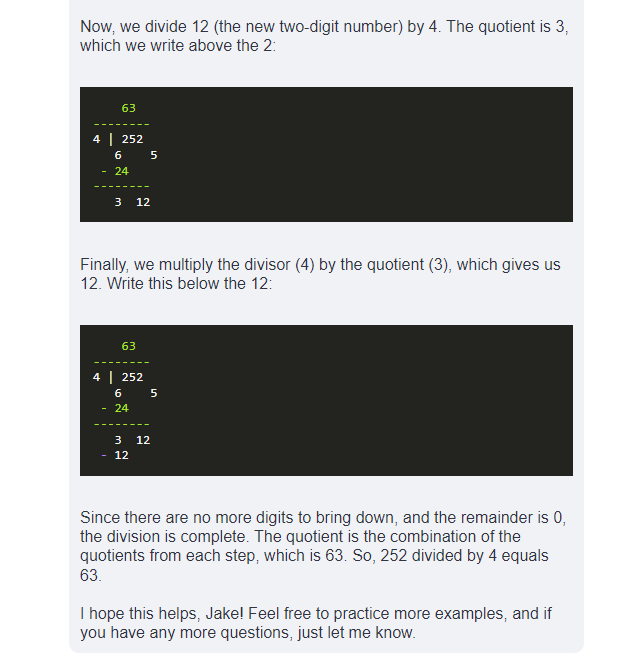 Now, we divide 12 (the new two-digit number) by 4. The quotient is 3,
which we write above the 2:
    63
--------
4 | 252
   6    5
 - 24
--------
   3  12
Finally, we multiply the divisor (4) by the quotient (3), which gives us
12. Write this below the 12:
    63
--------
4 | 252
   6    5
 - 24
--------
   3  12
 - 12
Since there are no more digits to bring down, and the remainder is 0,
the division is complete. The quotient is the combination of the
quotients from each step, which is 63. So, 252 divided by 4 equals
63.
I hope this helps, Jake! Feel free to practice more examples, and if
you have any more questions, just let me know.